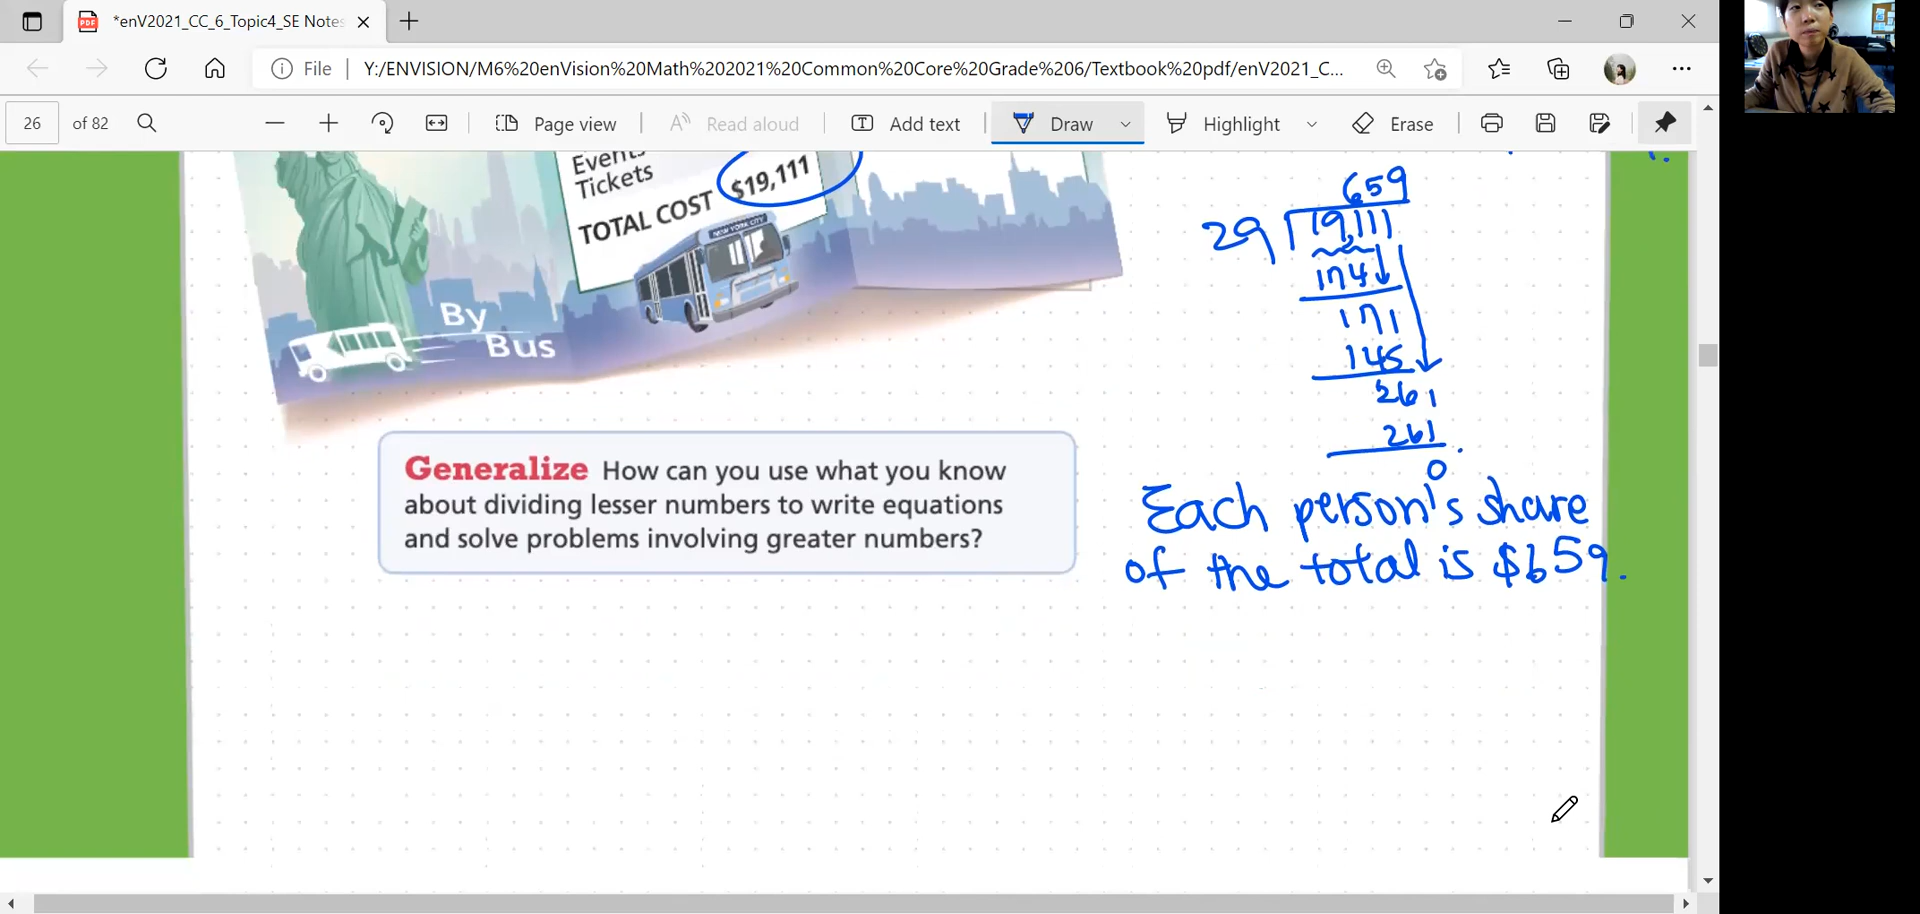 *enV2021_CC_6_Topic4_SE Notes
File
Y:/ENVISION/M6%20enVision%20Math%202021%20Common%20Core%20Grade%206/Textbook%20pdf/enV2021_C...
26
of 82
Page view
Read aloud
Add text
Draw
Highlight
Erase
Events
Tickets
$19,111
TOTAL COST
NEW YORK CITY
By
Bus
659
29 19,111
174
171
145
261
261
0
Generalize How can you use what you know
about dividing lesser numbers to write equations
and solve problems involving greater numbers?
Each person's share
of the total is $659.